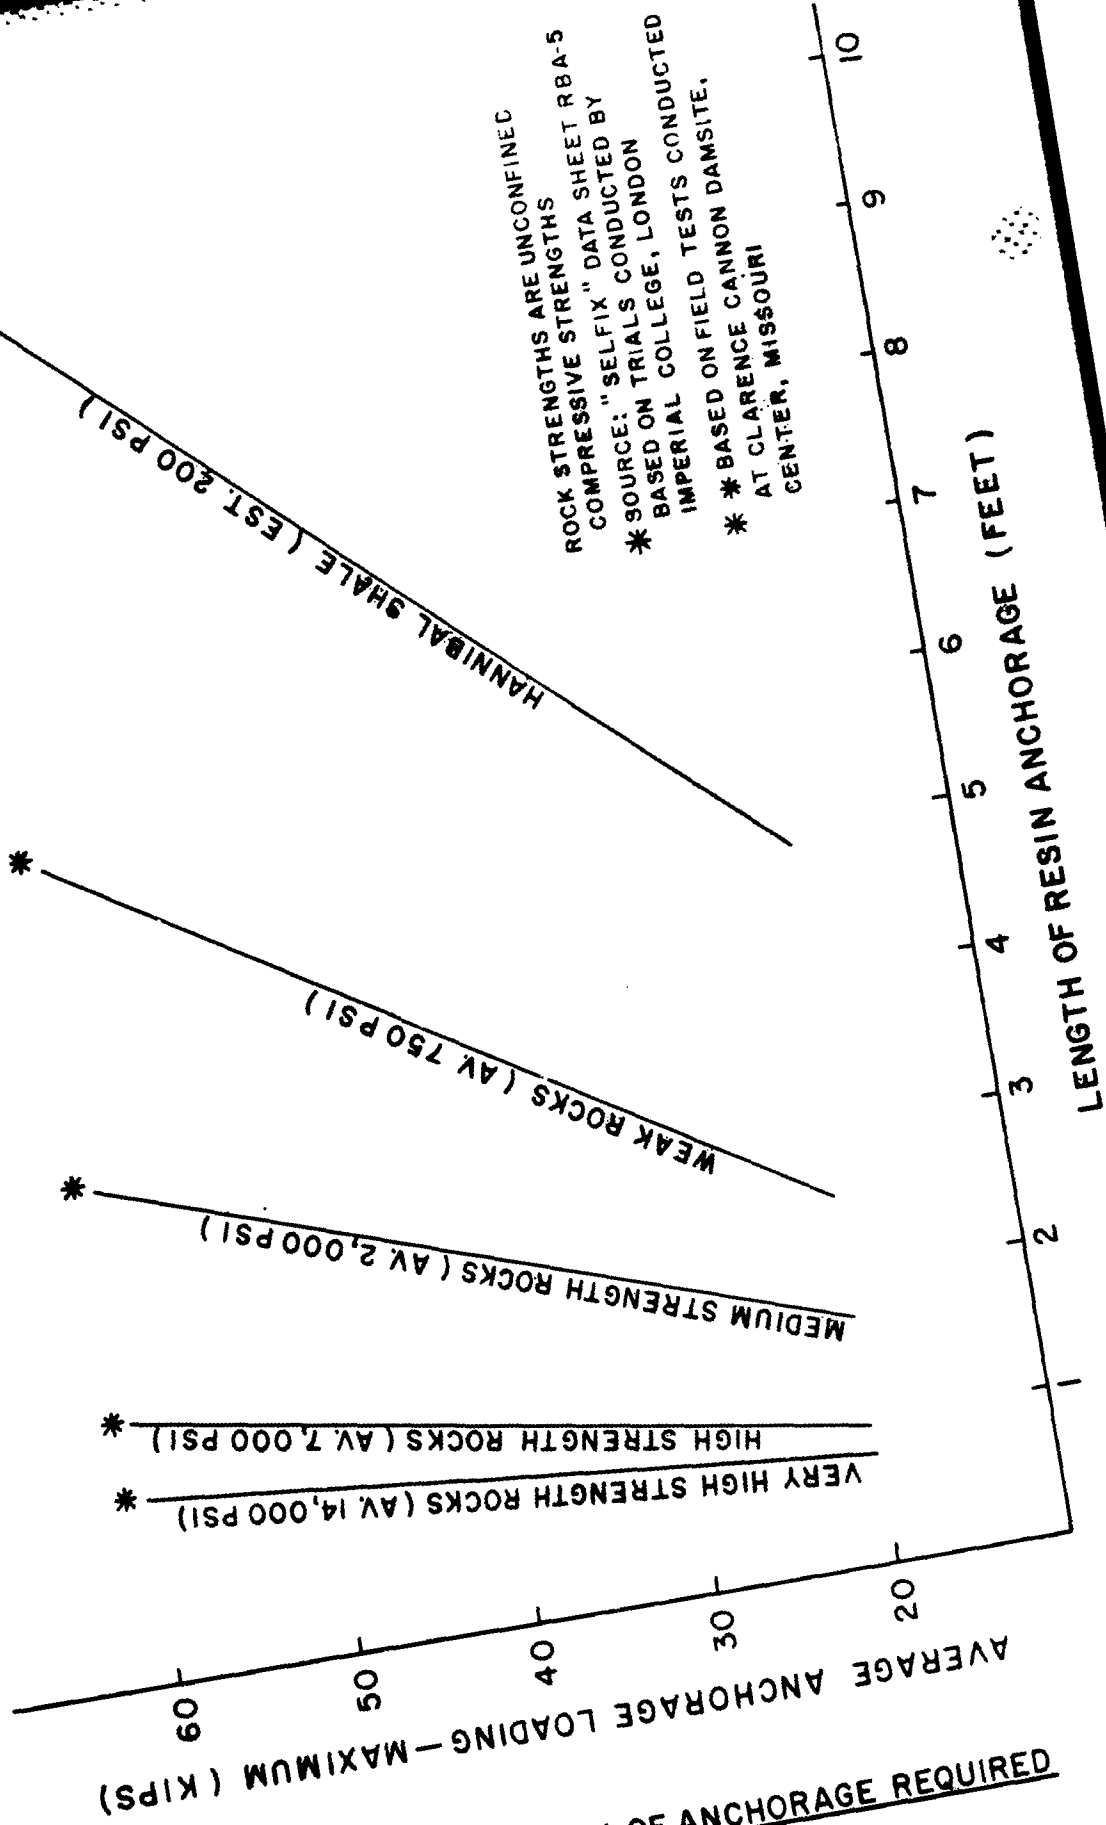 HANNIBAL SHALE (EST. 200 PSI)
WEAK ROCKS (AV. 750 PSI)
MEDIUM STRENGTH ROCKS (AV. 2,000 PSI)
HIGH STRENGTH ROCKS (AV. 7,000 PSI)
VERY HIGH STRENGTH ROCKS (AV. 14,000 PSI)
*
*
*
*
ROCK STRENGTHS ARE UNCONFINED
COMPRESSIVE STRENGTHS
* SOURCE: "SELFIX" DATA SHEET RBA-5
BASED ON TRIALS CONDUCTED BY
IMPERIAL COLLEGE, LONDON
* * BASED ON FIELD TESTS CONDUCTED
AT CLARENCE CANNON DAMSITE,
CENTER, MISSOURI
1 2 3 4 5 6 7 8 9 10
LENGTH OF RESIN ANCHORAGE (FEET)
60
50
40
30
20
AVERAGE ANCHORAGE LOADING—MAXIMUM (KIPS)
OF ANCHORAGE REQUIRED